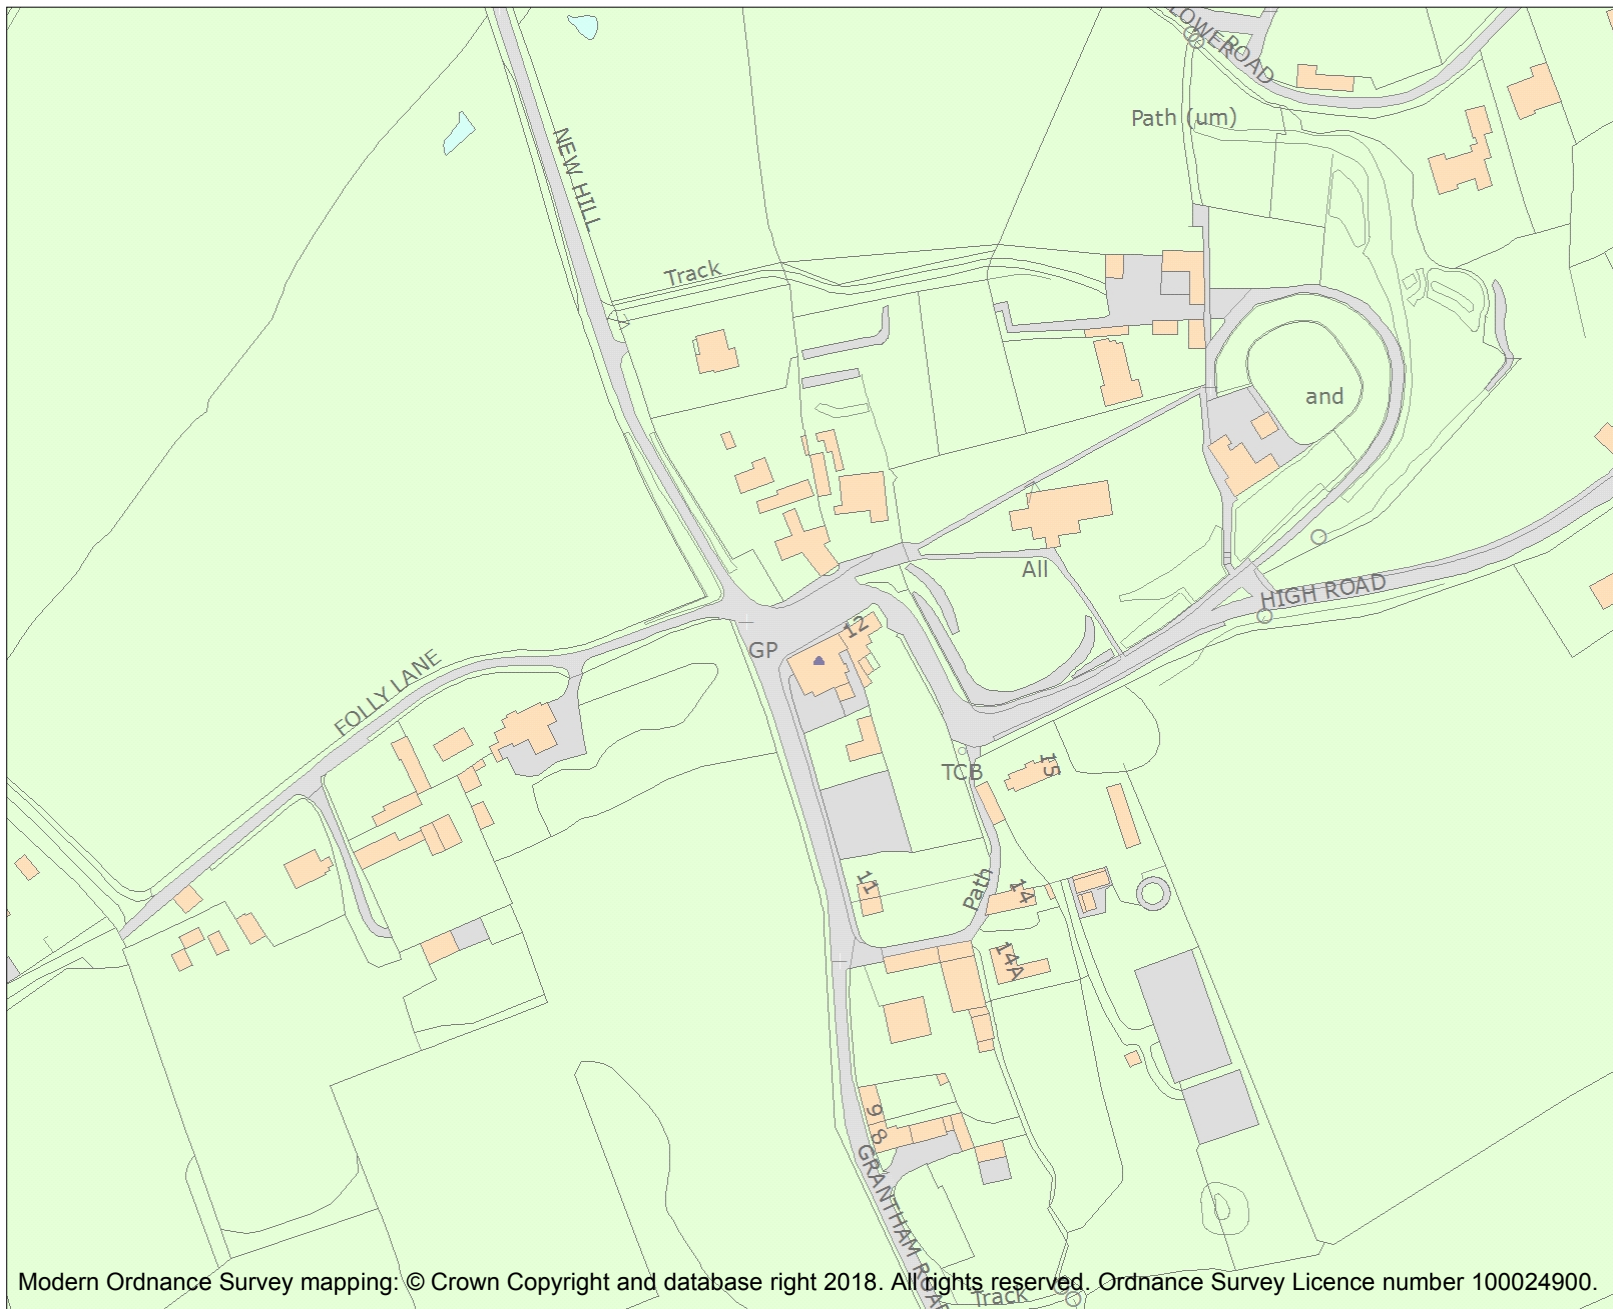 LOWER ROAD
Path (um)
NEW HILL
Track
and
All
HIGH ROAD
12
GP
FOLLY LANE
TCB
15
11
Path
14
14A
9
8
GRANTHAM ROAD
Modern Ordnance Survey mapping: © Crown Copyright and database right 2018. All rights reserved. Ordnance Survey Licence number 100024900.
Track